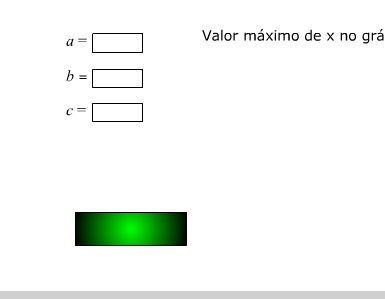 a =
Valor máximo de x no grá
b =
c =